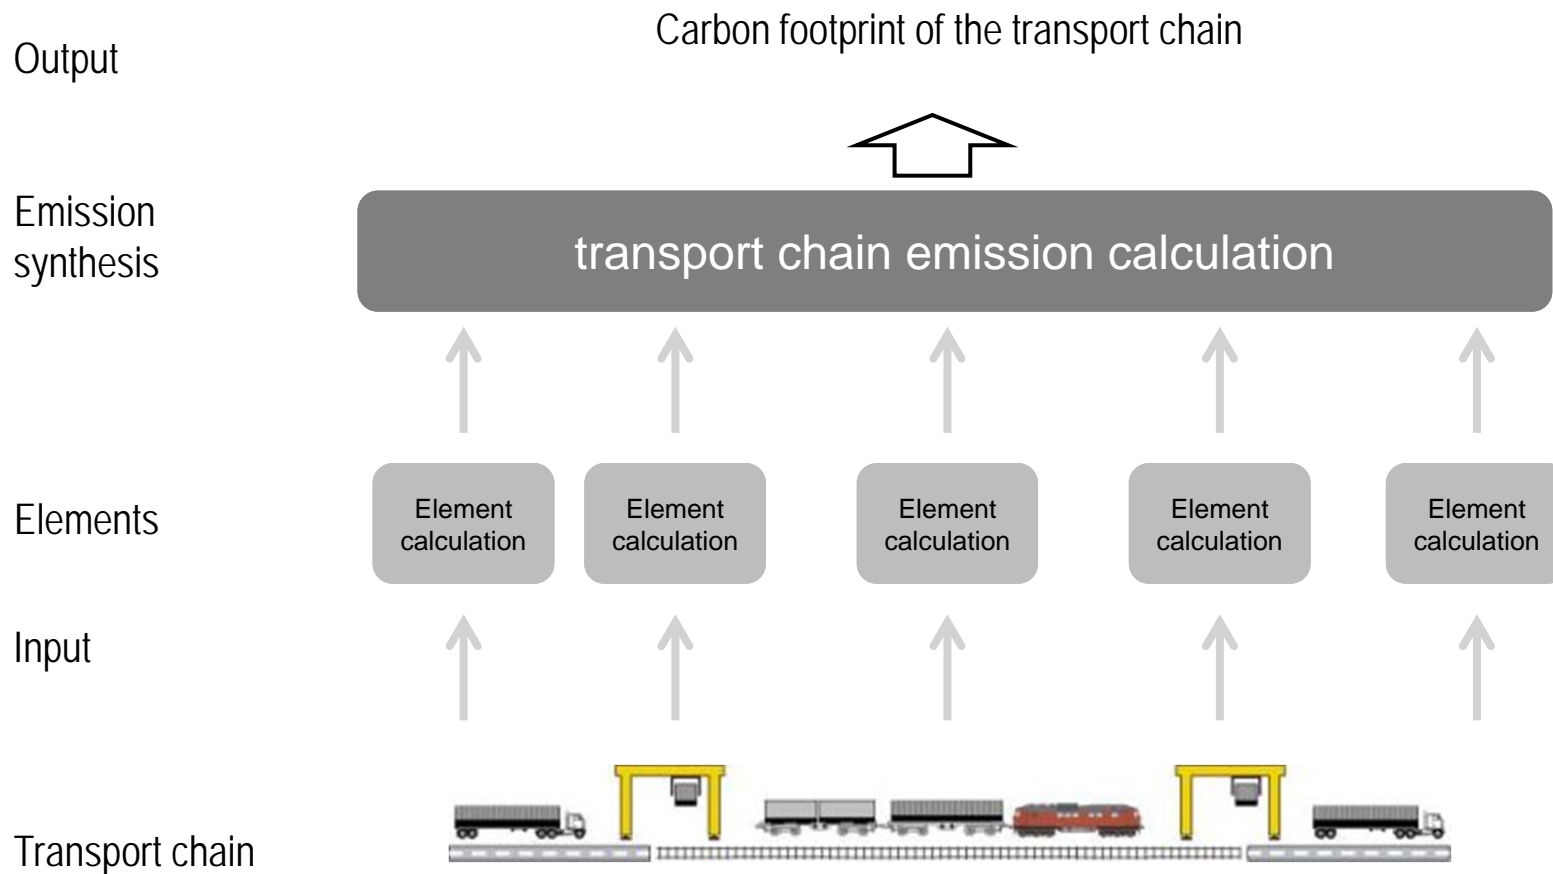 Carbon footprint of the transport chain
Output
Emission
synthesis
transport chain emission calculation
Elements
Element
calculation
Element
calculation
Element
calculation
Element
calculation
Element
calculation
Input
Transport chain